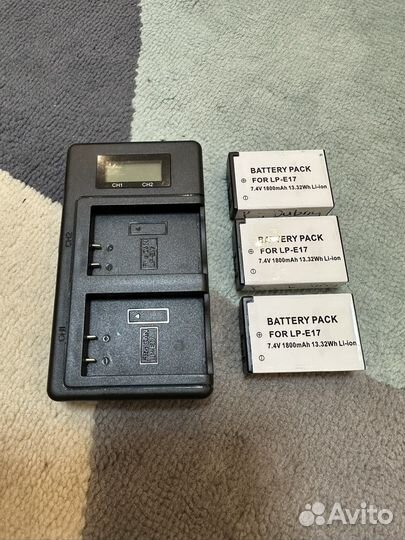 CH1 CH2
CH2
CH1
BATTERY PACK
FOR LP-E17
7.4V 1800mAh 13.32Wh Li-ion
BATTERY PACK
FOR LP-E17
7.4V 1800mAh 13.32Wh Li-ion
BATTERY PACK
FOR LP-E17
7.4V 1800mAh 13.32Wh Li-ion
Avito